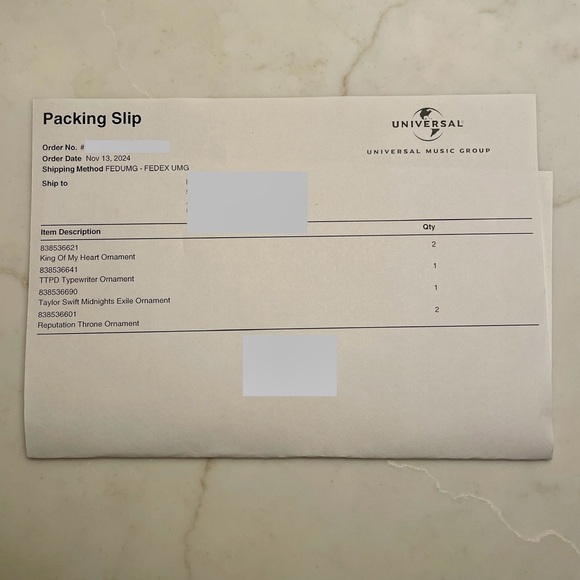 Packing Slip
UNIVERSAL
UNIVERSAL MUSIC GROUP
Order No. #
Order Date Nov 13, 2024
Shipping Method FEDUMG - FEDEX UMG
Ship to
Item Description Qty
838536621 2
King Of My Heart Ornament
838536641 1
TTPD Typewriter Ornament
838536690 1
Taylor Swift Midnights Exile Ornament
838536601 2
Reputation Throne Ornament